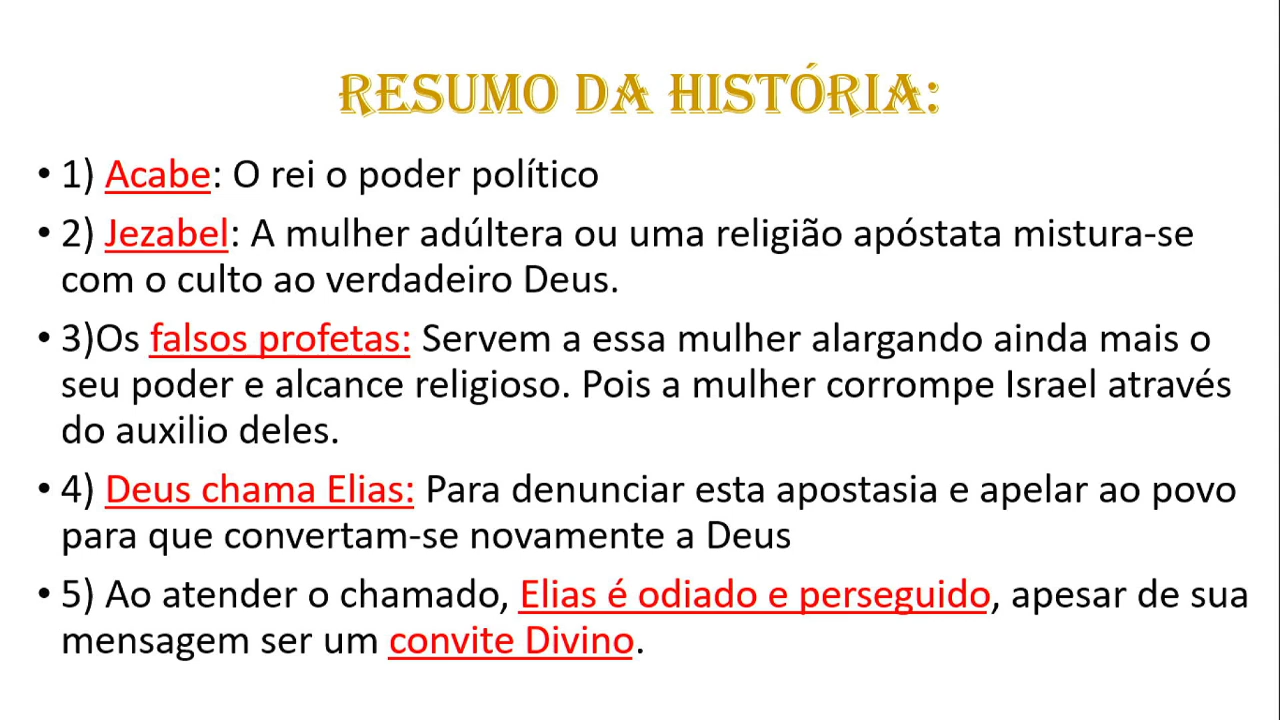 RESUMO DA HISTÓRIA:
• 1) Acabe: O rei o poder político
• 2) Jezabel: A mulher adúltera ou uma religião apóstata mistura-se
com o culto ao verdadeiro Deus.
• 3)Os falsos profetas: Servem a essa mulher alargando ainda mais o
seu poder e alcance religioso. Pois a mulher corrompe Israel através
do auxilio deles.
• 4) Deus chama Elias: Para denunciar esta apostasia e apelar ao povo
para que convertam-se novamente a Deus
• 5) Ao atender o chamado, Elias é odiado e perseguido, apesar de sua
mensagem ser um convite Divino.